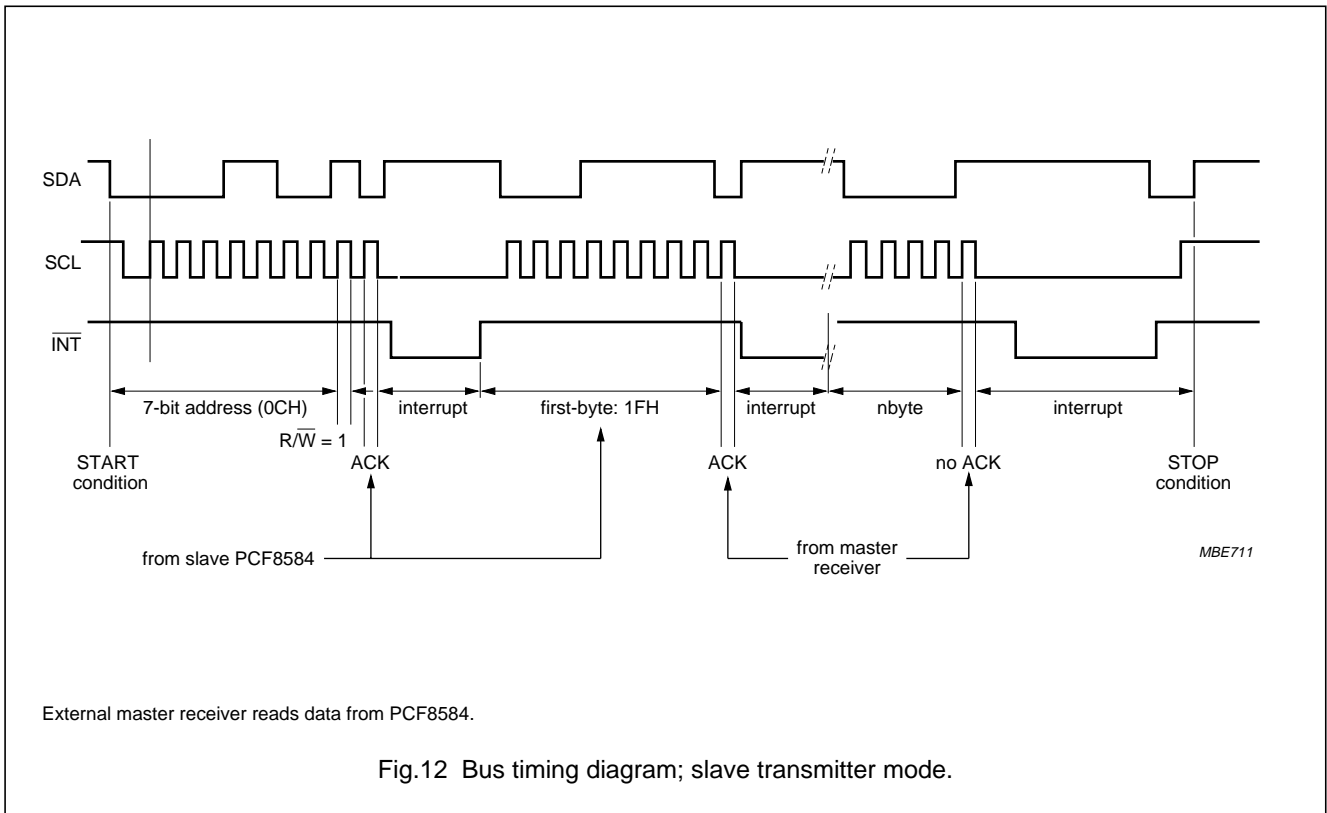 SDA
SCL
INT
7-bit address (0CH)
interrupt
first-byte: 1FH
interrupt
nbyte
interrupt
R/W = 1
START
condition
ACK
ACK
no ACK
STOP
condition
from slave PCF8584
from master
receiver
MBE711
External master receiver reads data from PCF8584.
Fig.12 Bus timing diagram; slave transmitter mode.